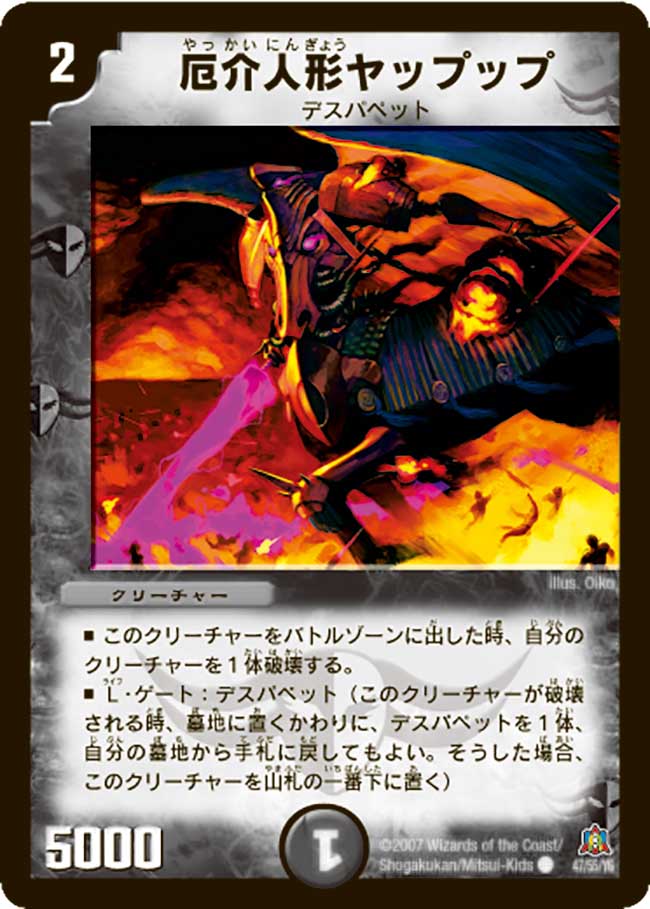 2
やっかいにんぎょう
厄介人形ヤップップ
デスパペット
illus. Oiko
クリーチャー
■ このクリーチャーをバトルゾーンに出した時、自分の
クリーチャーを1体破壊する。
■ L・ゲート：デスパペット（このクリーチャーが破壊
される時、墓地に置くかわりに、デスパペットを1体、
自分の墓地から手札に戻してもよい。そうした場合、
このクリーチャーを山札の一番下に置く）
5000
1
©2007 Wizards of the Coast/
Shogakukan/Mitsui-Kids
47/55/Y6